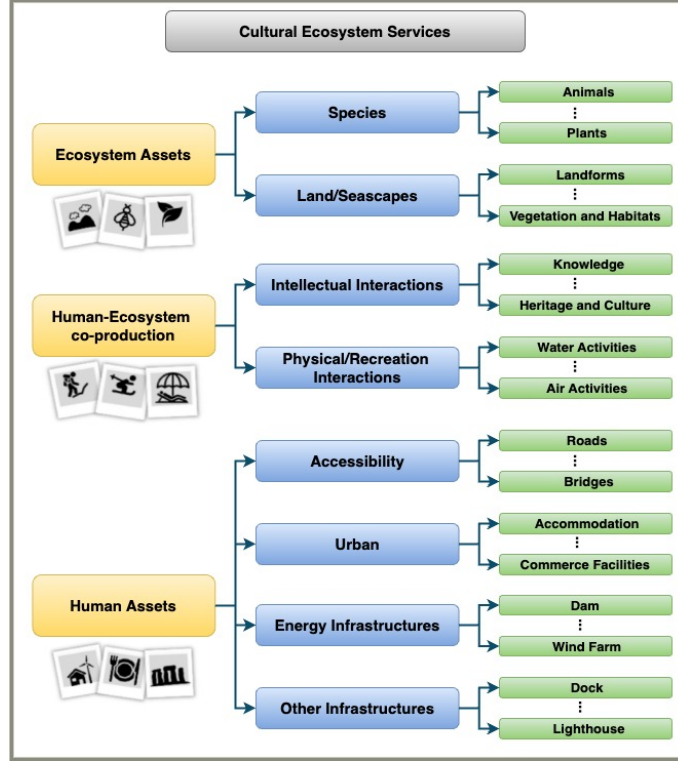 Cultural Ecosystem Services
Ecosystem Assets
Species
Animals
⋮
Plants
Land/Seascapes
Landforms
⋮
Vegetation and Habitats
Human-Ecosystem
co-production
Intellectual Interactions
Knowledge
⋮
Heritage and Culture
Physical/Recreation
Interactions
Water Activities
⋮
Air Activities
Human Assets
Accessibility
Roads
⋮
Bridges
Urban
Accommodation
⋮
Commerce Facilities
Energy Infrastructures
Dam
⋮
Wind Farm
Other Infrastructures
Dock
⋮
Lighthouse